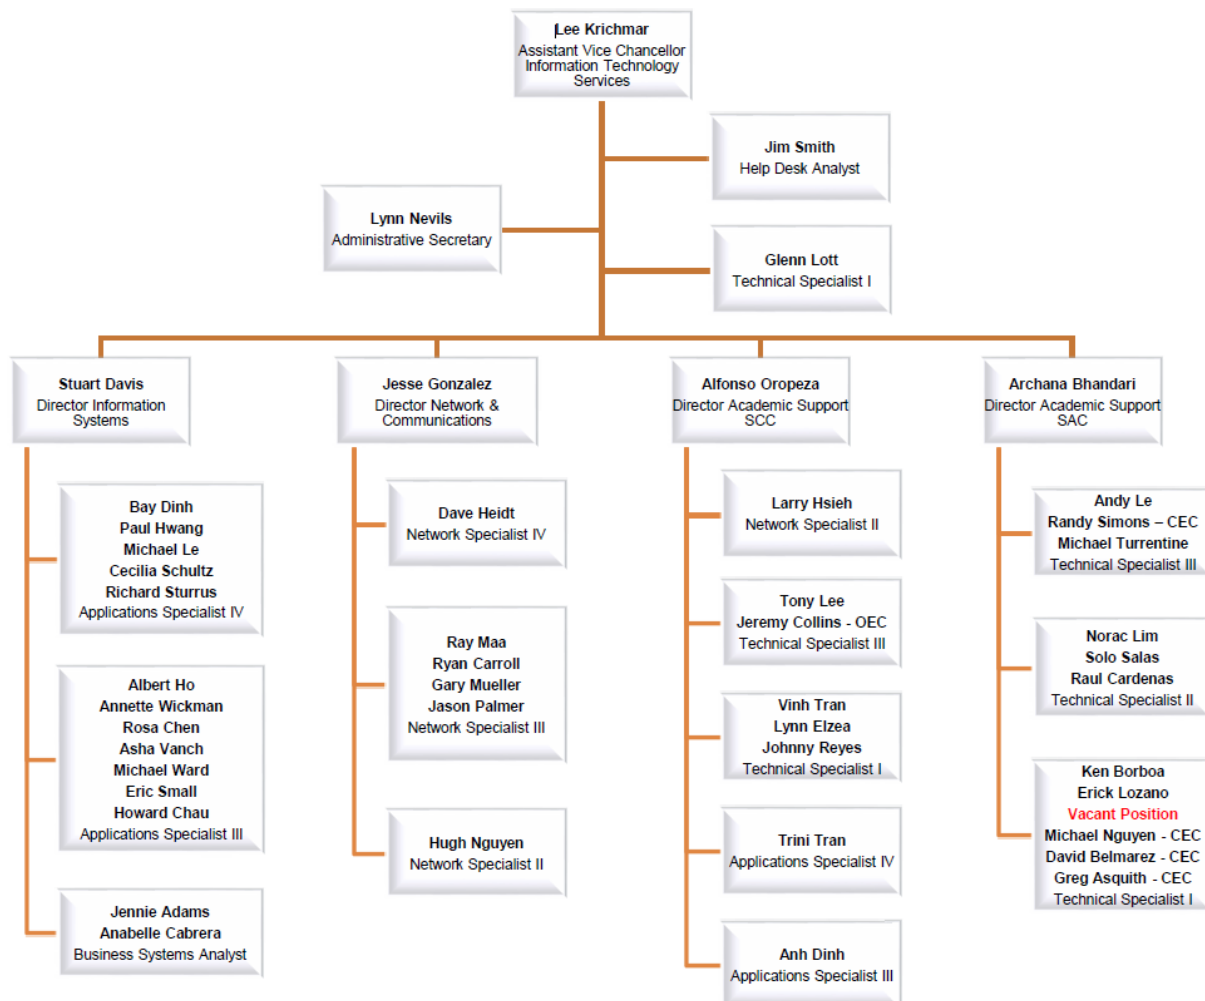 Lee Krichmar
Assistant Vice Chancellor
Information Technology
Services
Jim Smith
Help Desk Analyst
Lynn Nevils
Administrative Secretary
Glenn Lott
Technical Specialist I
Stuart Davis
Director Information
Systems
Jesse Gonzalez
Director Network &
Communications
Alfonso Oropeza
Director Academic Support
SCC
Archana Bhandari
Director Academic Support
SAC
Bay Dinh
Paul Hwang
Michael Le
Cecilia Schultz
Richard Sturrus
Applications Specialist IV
Albert Ho
Annette Wickman
Rosa Chen
Asha Vanch
Michael Ward
Eric Small
Howard Chau
Applications Specialist III
Jennie Adams
Anabelle Cabrera
Business Systems Analyst
Dave Heidt
Network Specialist IV
Ray Maa
Ryan Carroll
Gary Mueller
Jason Palmer
Network Specialist III
Hugh Nguyen
Network Specialist II
Larry Hsieh
Network Specialist II
Tony Lee
Jeremy Collins - OEC
Technical Specialist III
Vinh Tran
Lynn Elzea
Johnny Reyes
Technical Specialist I
Trini Tran
Applications Specialist IV
Anh Dinh
Applications Specialist III
Andy Le
Randy Simons – CEC
Michael Turrentine
Technical Specialist III
Norac Lim
Solo Salas
Raul Cardenas
Technical Specialist II
Ken Borboa
Erick Lozano
Vacant Position
Michael Nguyen - CEC
David Belmarez - CEC
Greg Asquith - CEC
Technical Specialist I